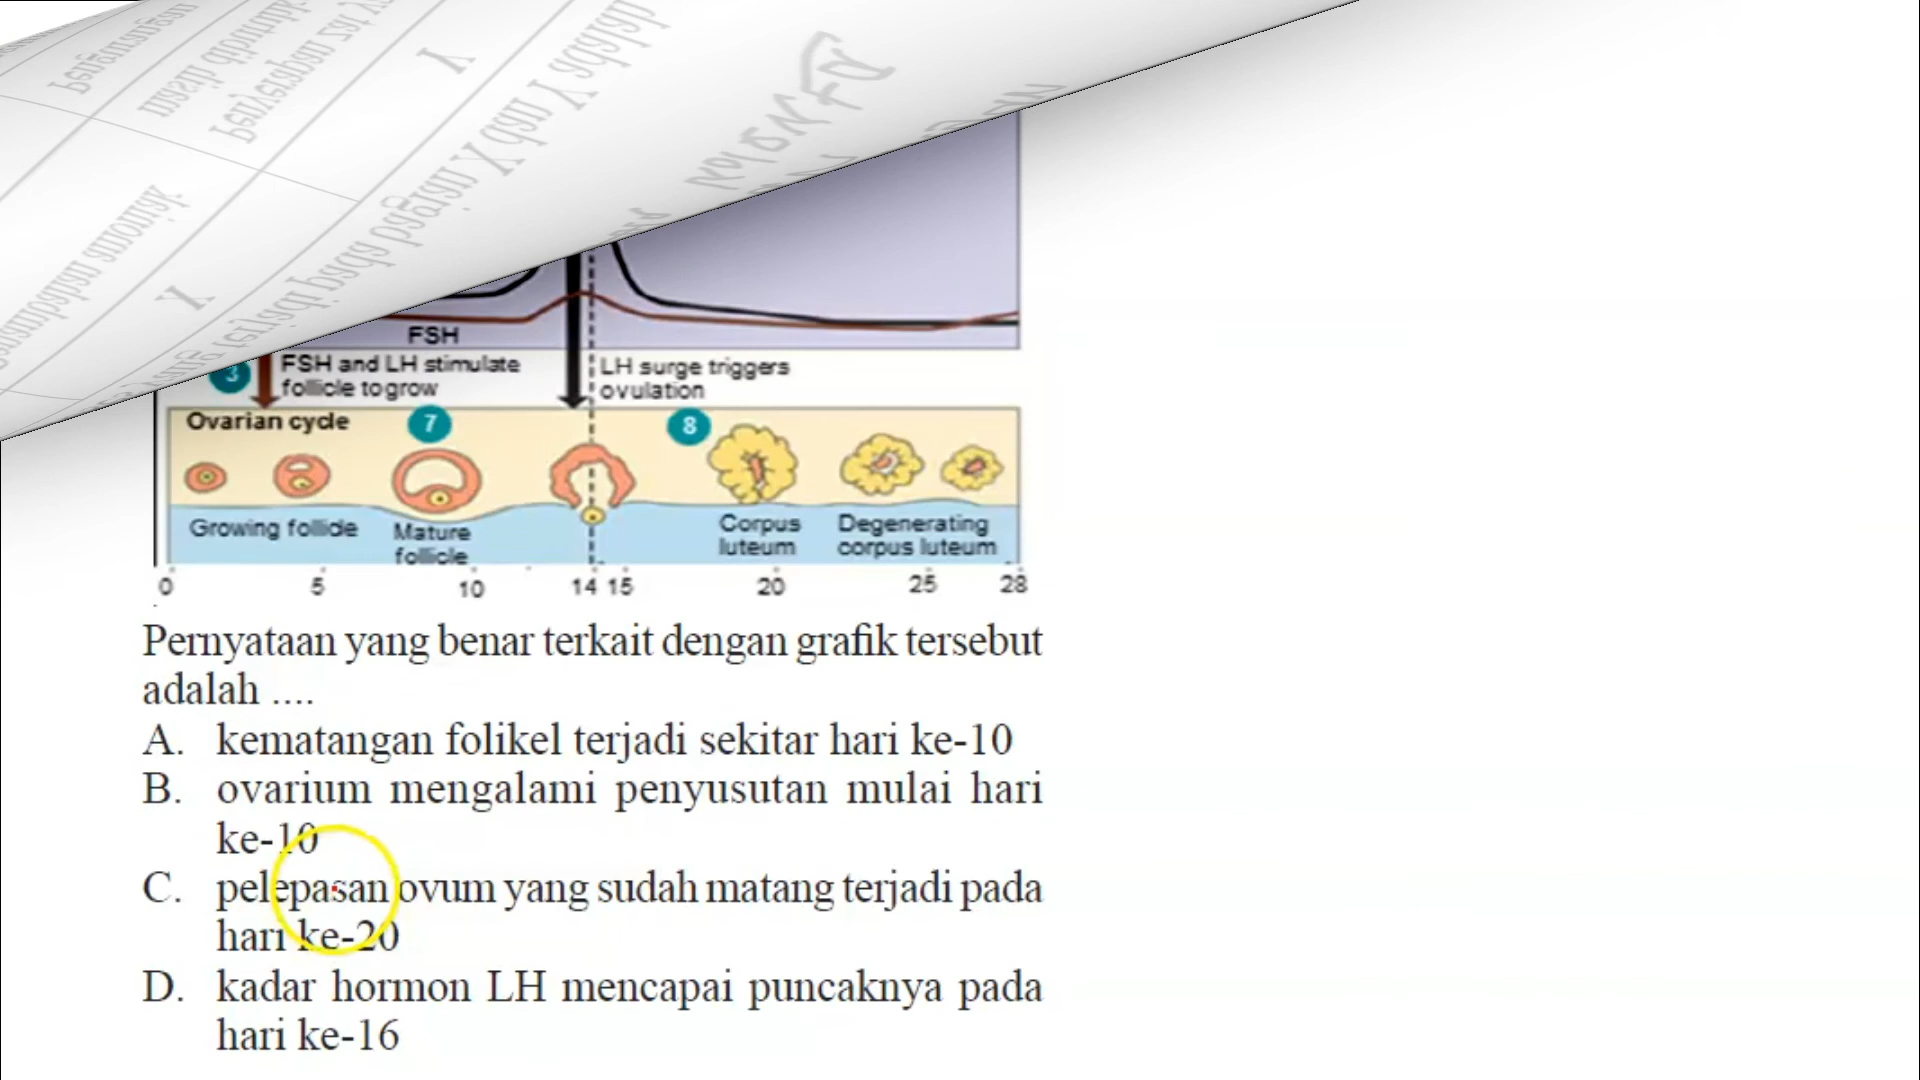 FSH
3
FSH and LH stimulate
follicle to grow
LH surge triggers
ovulation
Ovarian cycle
7
8
Growing follicle
Mature
follicle
Corpus
luteum
Degenerating
corpus luteum
0 5 10 14 15 20 25 28
Pernyataan yang benar terkait dengan grafik tersebut
adalah ....
A. kematangan folikel terjadi sekitar hari ke-10
B. ovarium mengalami penyusutan mulai hari
ke-10
C. pelepasan ovum yang sudah matang terjadi pada
hari ke-20
D. kadar hormon LH mencapai puncaknya pada
hari ke-16